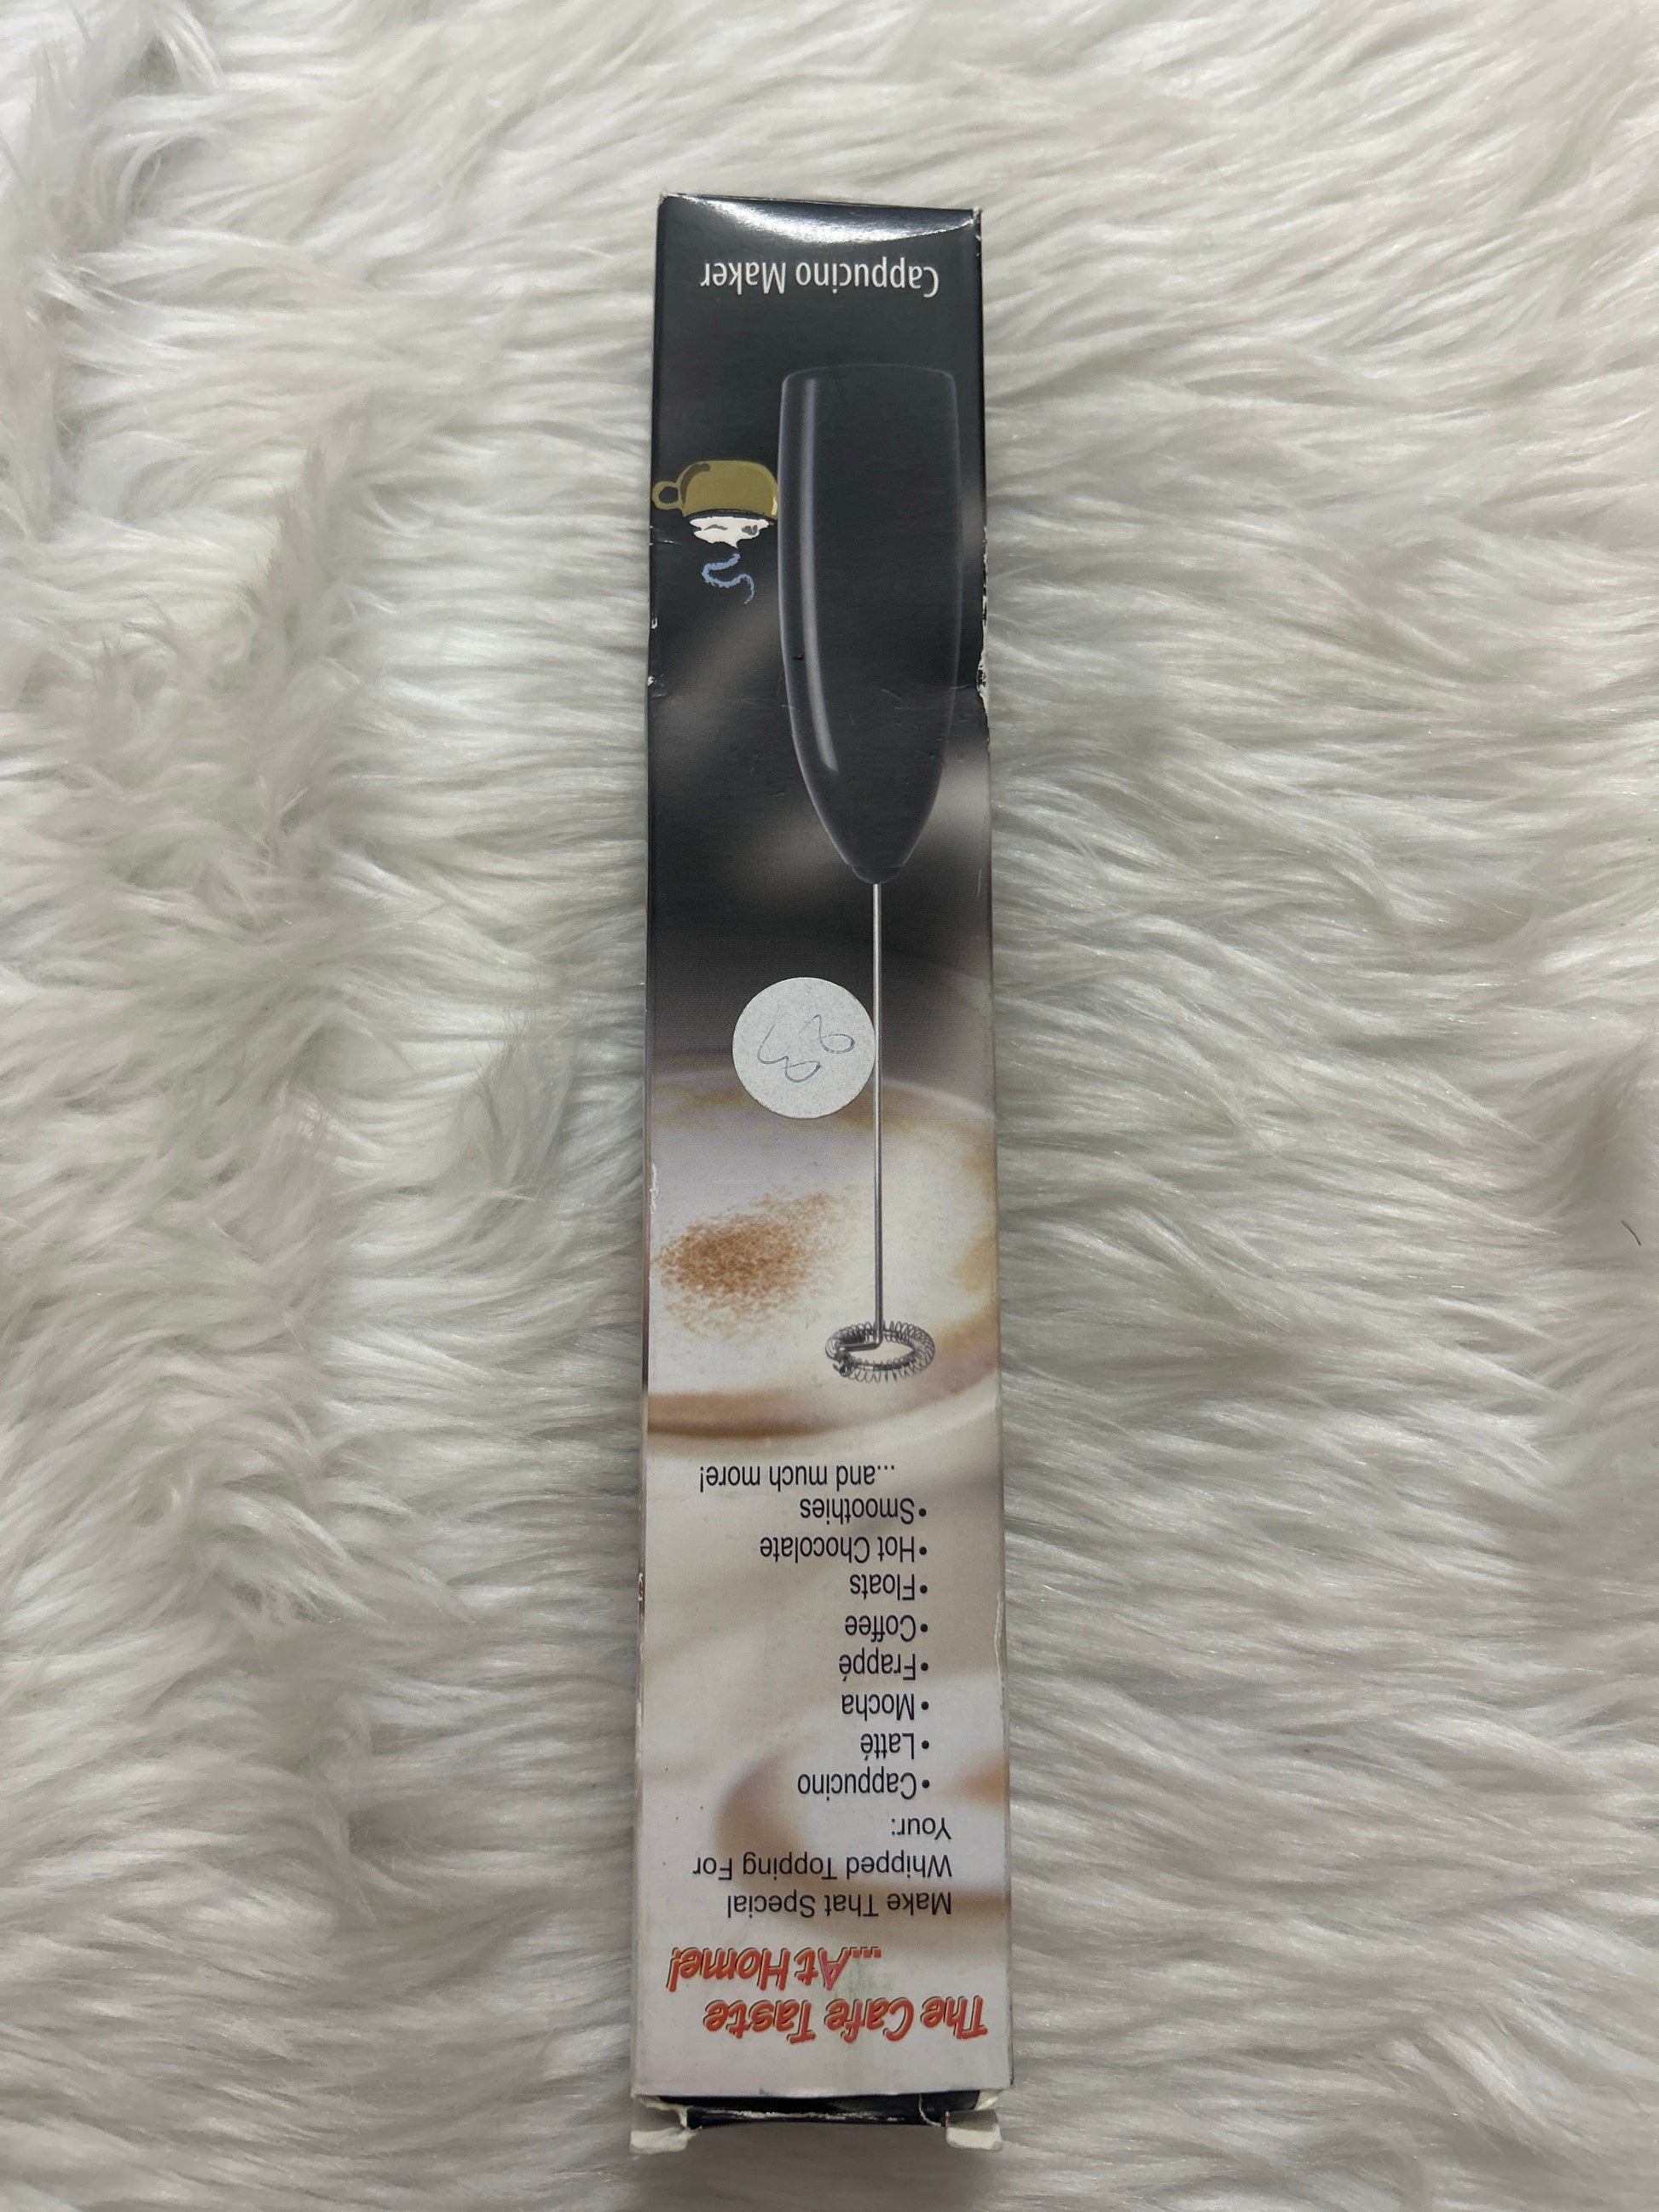 The Cafe Taste
...At Home!
Make That Special
Whipped Topping For
Your:
•Cappucino
•Latté
•Mocha
•Frappé
•Coffee
•Floats
•Hot Chocolate
•Smoothies
...and much more!
Cappucino Maker